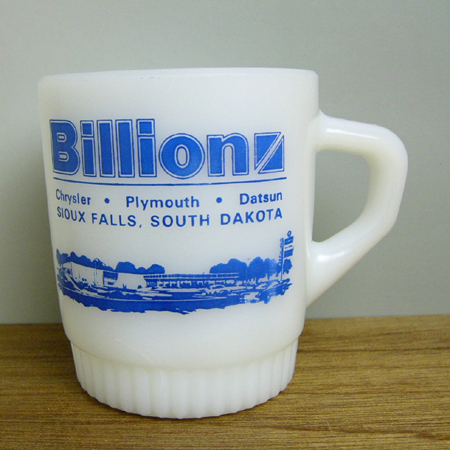 Billion
Chrysler • Plymouth • Datsun
SIOUX FALLS, SOUTH DAKOTA